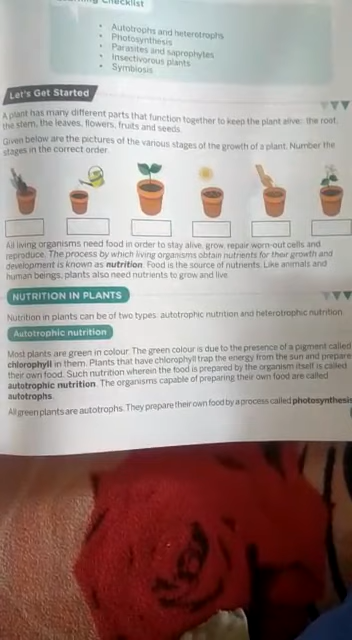 Checklist
• Autotrophs and heterotrophs
• Photosynthesis
• Parasites and saprophytes
• Insectivorous plants
• Symbiosis
Let's Get Started
A plant has many different parts that function together to keep the plant alive: the root,
the stem, the leaves, flowers, fruits and seeds.
Given below are the pictures of the various stages of the growth of a plant. Number the
stages in the correct order.
All living organisms need food in order to stay alive, grow, repair worn-out cells and
reproduce. The process by which living organisms obtain nutrients for their growth and
development is known as nutrition. Food is the source of nutrients. Like animals and
human beings, plants also need nutrients to grow and live.
NUTRITION IN PLANTS
Nutrition in plants can be of two types: autotrophic nutrition and heterotrophic nutrition.
Autotrophic nutrition
Most plants are green in colour. The green colour is due to the presence of a pigment called
chlorophyll in them. Plants that have chlorophyll trap the energy from the sun and prepare
their own food. Such nutrition wherein the food is prepared by the organism itself is called
autotrophic nutrition. The organisms capable of preparing their own food are called
autotrophs.
All green plants are autotrophs. They prepare their own food by a process called photosynthesis